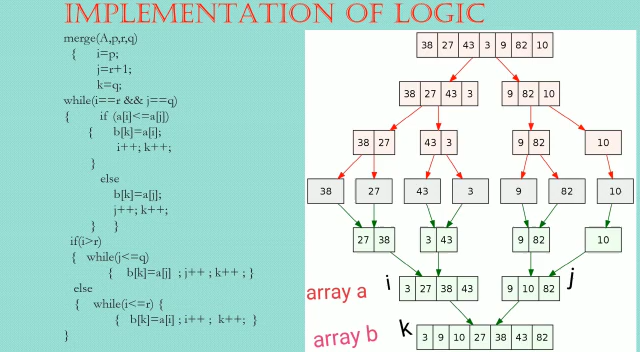 IMPLEMENTATION OF LOGIC
merge(A,p,r,q)
{ i=p;
j=r+1;
k=q;
while(i==r && j==q)
{ if (a[i]<=a[j])
{ b[k]=a[i];
i++; k++;
}
else
b[k]=a[j];
j++; k++;
} }
if(i>r)
{ while(j<=q)
{ b[k]=a[j] ; j++ ; k++ ; }
else
{ while(i<=r) {
{ b[k]=a[i] ; i++ ; k++; }
}
38 27 43 3 9 82 10
38 27 43 3 9 82 10
38 27 43 3 9 82 10
38 27 43 3 9 82 10
27 38 3 43 9 82 10
array a i 3 27 38 43 9 10 82 j
array b k 3 9 10 27 38 43 82